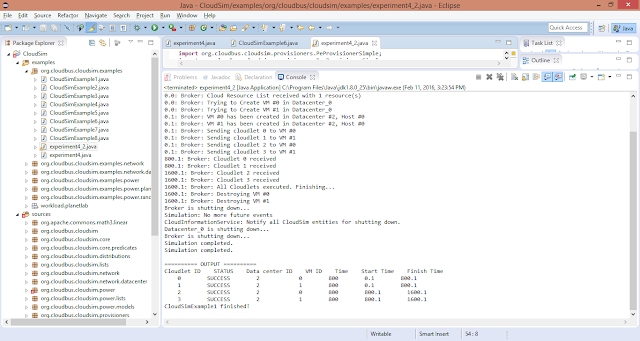 Java - CloudSim/examples/org/cloudbus/cloudsim/examples/experiment4_2.java - Eclipse
File Edit Source Refactor Navigate Search Project Run Window Help
Quick Access
Java
Package Explorer
CloudSim
examples
org.cloudbus.cloudsim.examples
CloudSimExample1.java
CloudSimExample2.java
CloudSimExample3.java
CloudSimExample4.java
CloudSimExample5.java
CloudSimExample6.java
CloudSimExample7.java
CloudSimExample8.java
experiment4_2.java
experiment4.java
org.cloudbus.cloudsim.examples.network
org.cloudbus.cloudsim.examples.network.da
org.cloudbus.cloudsim.examples.power
org.cloudbus.cloudsim.examples.power.plan
org.cloudbus.cloudsim.examples.power.rand
workload.planetlab
sources
org.apache.commons.math3.linear
org.cloudbus.cloudsim
org.cloudbus.cloudsim.core
org.cloudbus.cloudsim.core.predicates
org.cloudbus.cloudsim.distributions
org.cloudbus.cloudsim.lists
org.cloudbus.cloudsim.network
org.cloudbus.cloudsim.network.datacenter
org.cloudbus.cloudsim.power
org.cloudbus.cloudsim.power.lists
org.cloudbus.cloudsim.power.models
org.cloudbus.cloudsim.provisioners
experiment4.java CloudSimExample6.java experiment4_2.java
import org.cloudbus.cloudsim.provisioners.PeProvisionerSimple;
Task List
Outline
Problems Javadoc Declaration Console
<terminated> experiment4_2 [Java Application] C:\Program Files\Java\jdk1.8.0_25\bin\javaw.exe (Feb 11, 2016, 3:23:54 PM)
0.0: Broker: Cloud Resource List received with 1 resource(s)
0.0: Broker: Trying to Create VM #0 in Datacenter_0
0.0: Broker: Trying to Create VM #1 in Datacenter_0
0.1: Broker: VM #0 has been created in Datacenter #2, Host #0
0.1: Broker: VM #1 has been created in Datacenter #2, Host #0
0.1: Broker: Sending cloudlet 0 to VM #0
0.1: Broker: Sending cloudlet 1 to VM #1
0.1: Broker: Sending cloudlet 2 to VM #0
0.1: Broker: Sending cloudlet 3 to VM #1
800.1: Broker: Cloudlet 0 received
800.1: Broker: Cloudlet 1 received
1600.1: Broker: Cloudlet 2 received
1600.1: Broker: Cloudlet 3 received
1600.1: Broker: All Cloudlets executed. Finishing...
1600.1: Broker: Destroying VM #0
1600.1: Broker: Destroying VM #1
Broker is shutting down...
Simulation: No more future events
CloudInformationService: Notify all CloudSim entities for shutting down.
Datacenter_0 is shutting down...
Broker is shutting down...
Simulation completed.
Simulation completed.
========== OUTPUT ==========
Cloudlet ID STATUS Data center ID VM ID Time Start Time Finish Time
0 SUCCESS 2 0 800 0.1 800.1
1 SUCCESS 2 1 800 0.1 800.1
2 SUCCESS 2 0 800 800.1 1600.1
3 SUCCESS 2 1 800 800.1 1600.1
CloudSimExample1 finished!
Writable Smart Insert 54 : 8